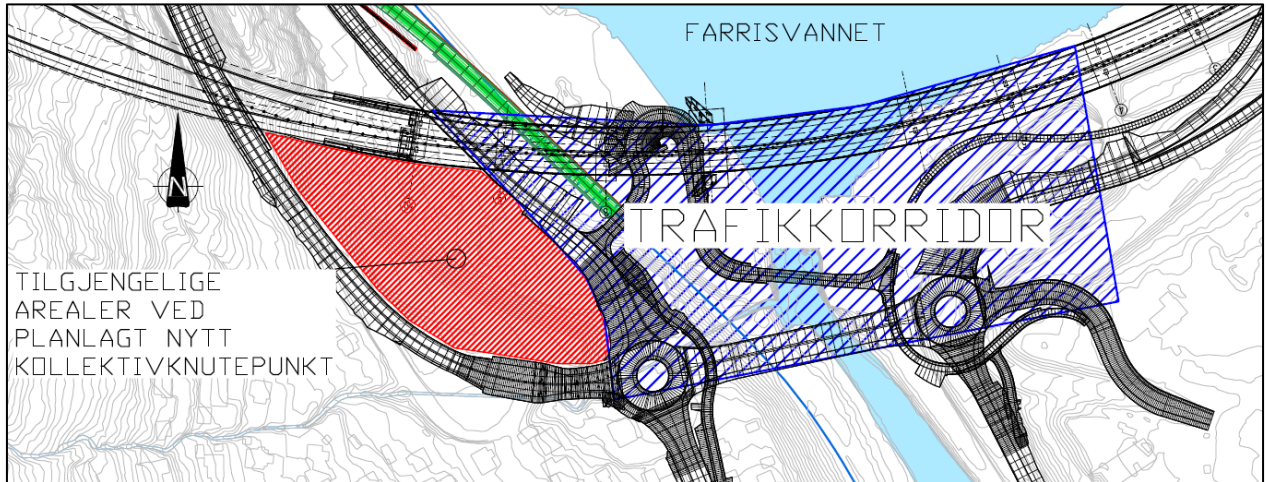 FARRISVANNET
N
TRAFIKKORRIDOR
TILGJENGELIGE
AREALER VED
PLANLAGT NYTT
KOLLEKTIVKNUTEPUNKT